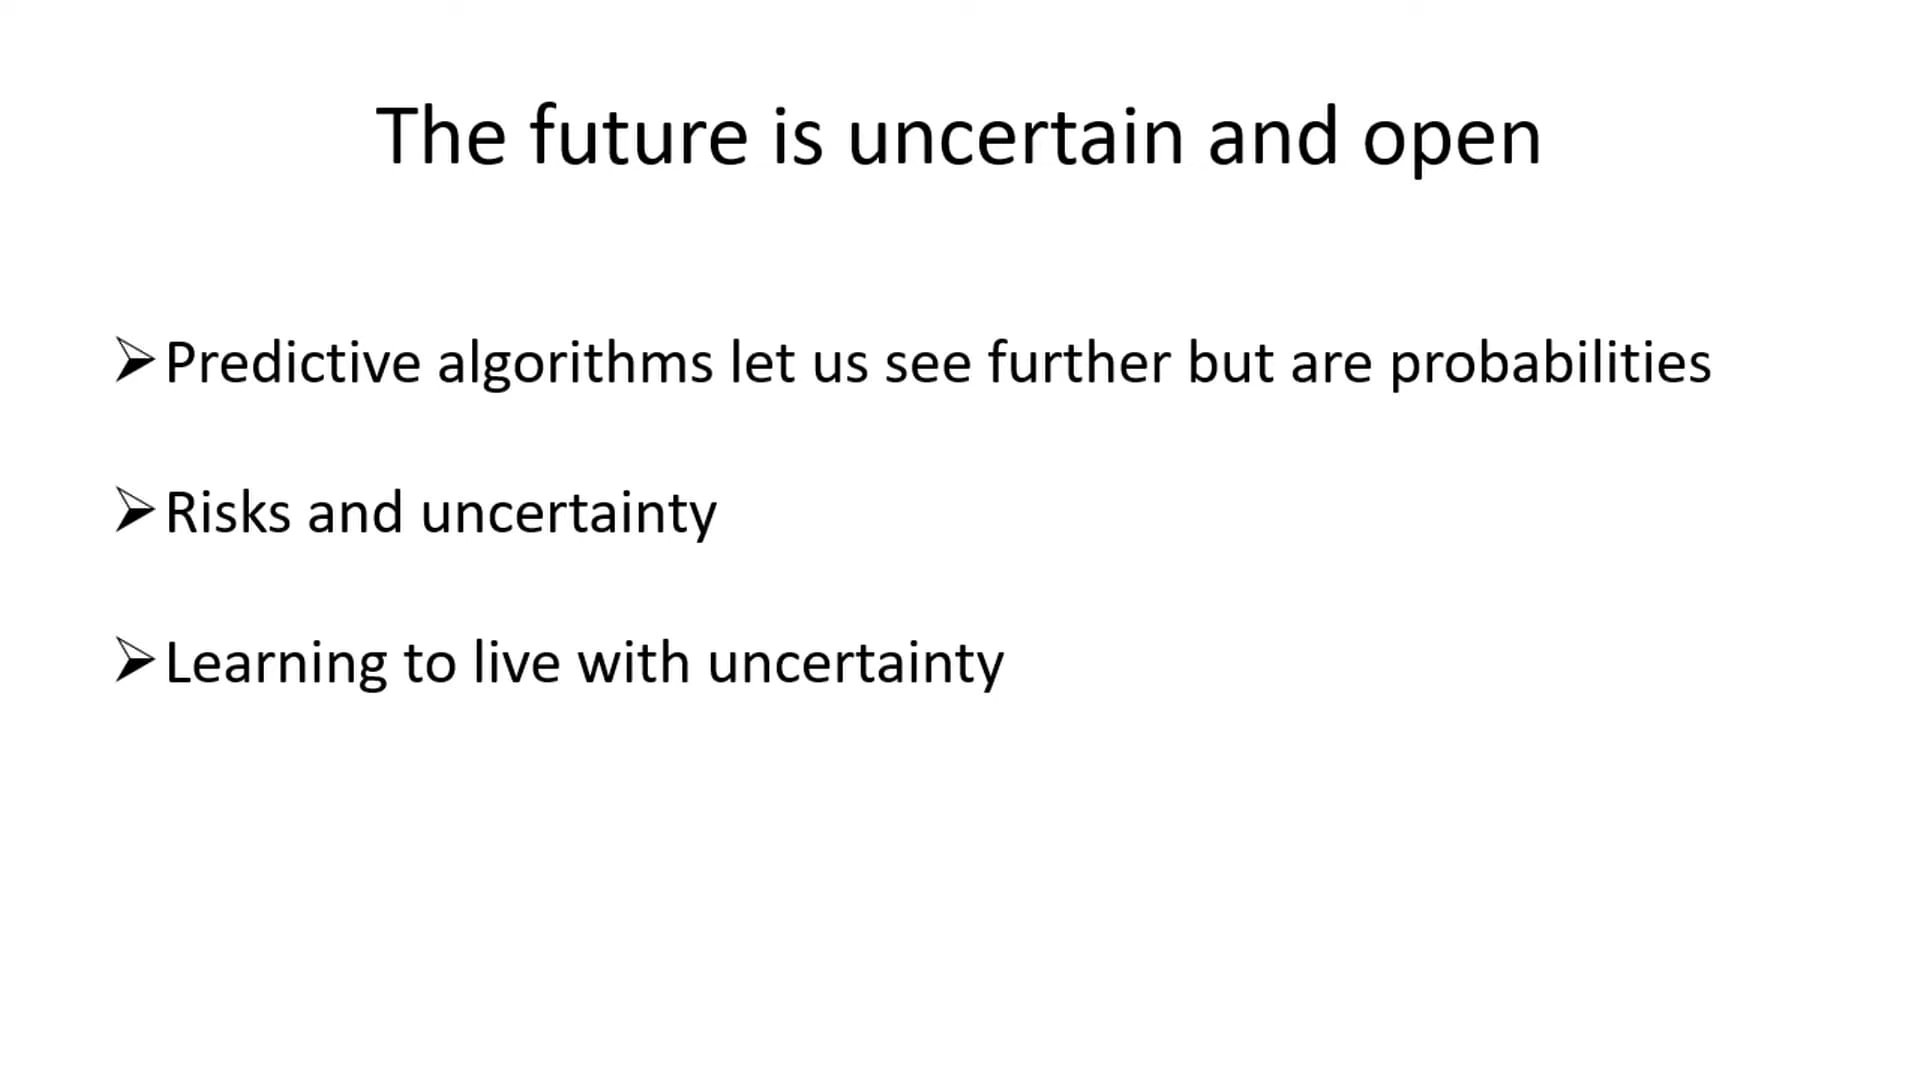 The future is uncertain and open
➢Predictive algorithms let us see further but are probabilities
➢Risks and uncertainty
➢Learning to live with uncertainty